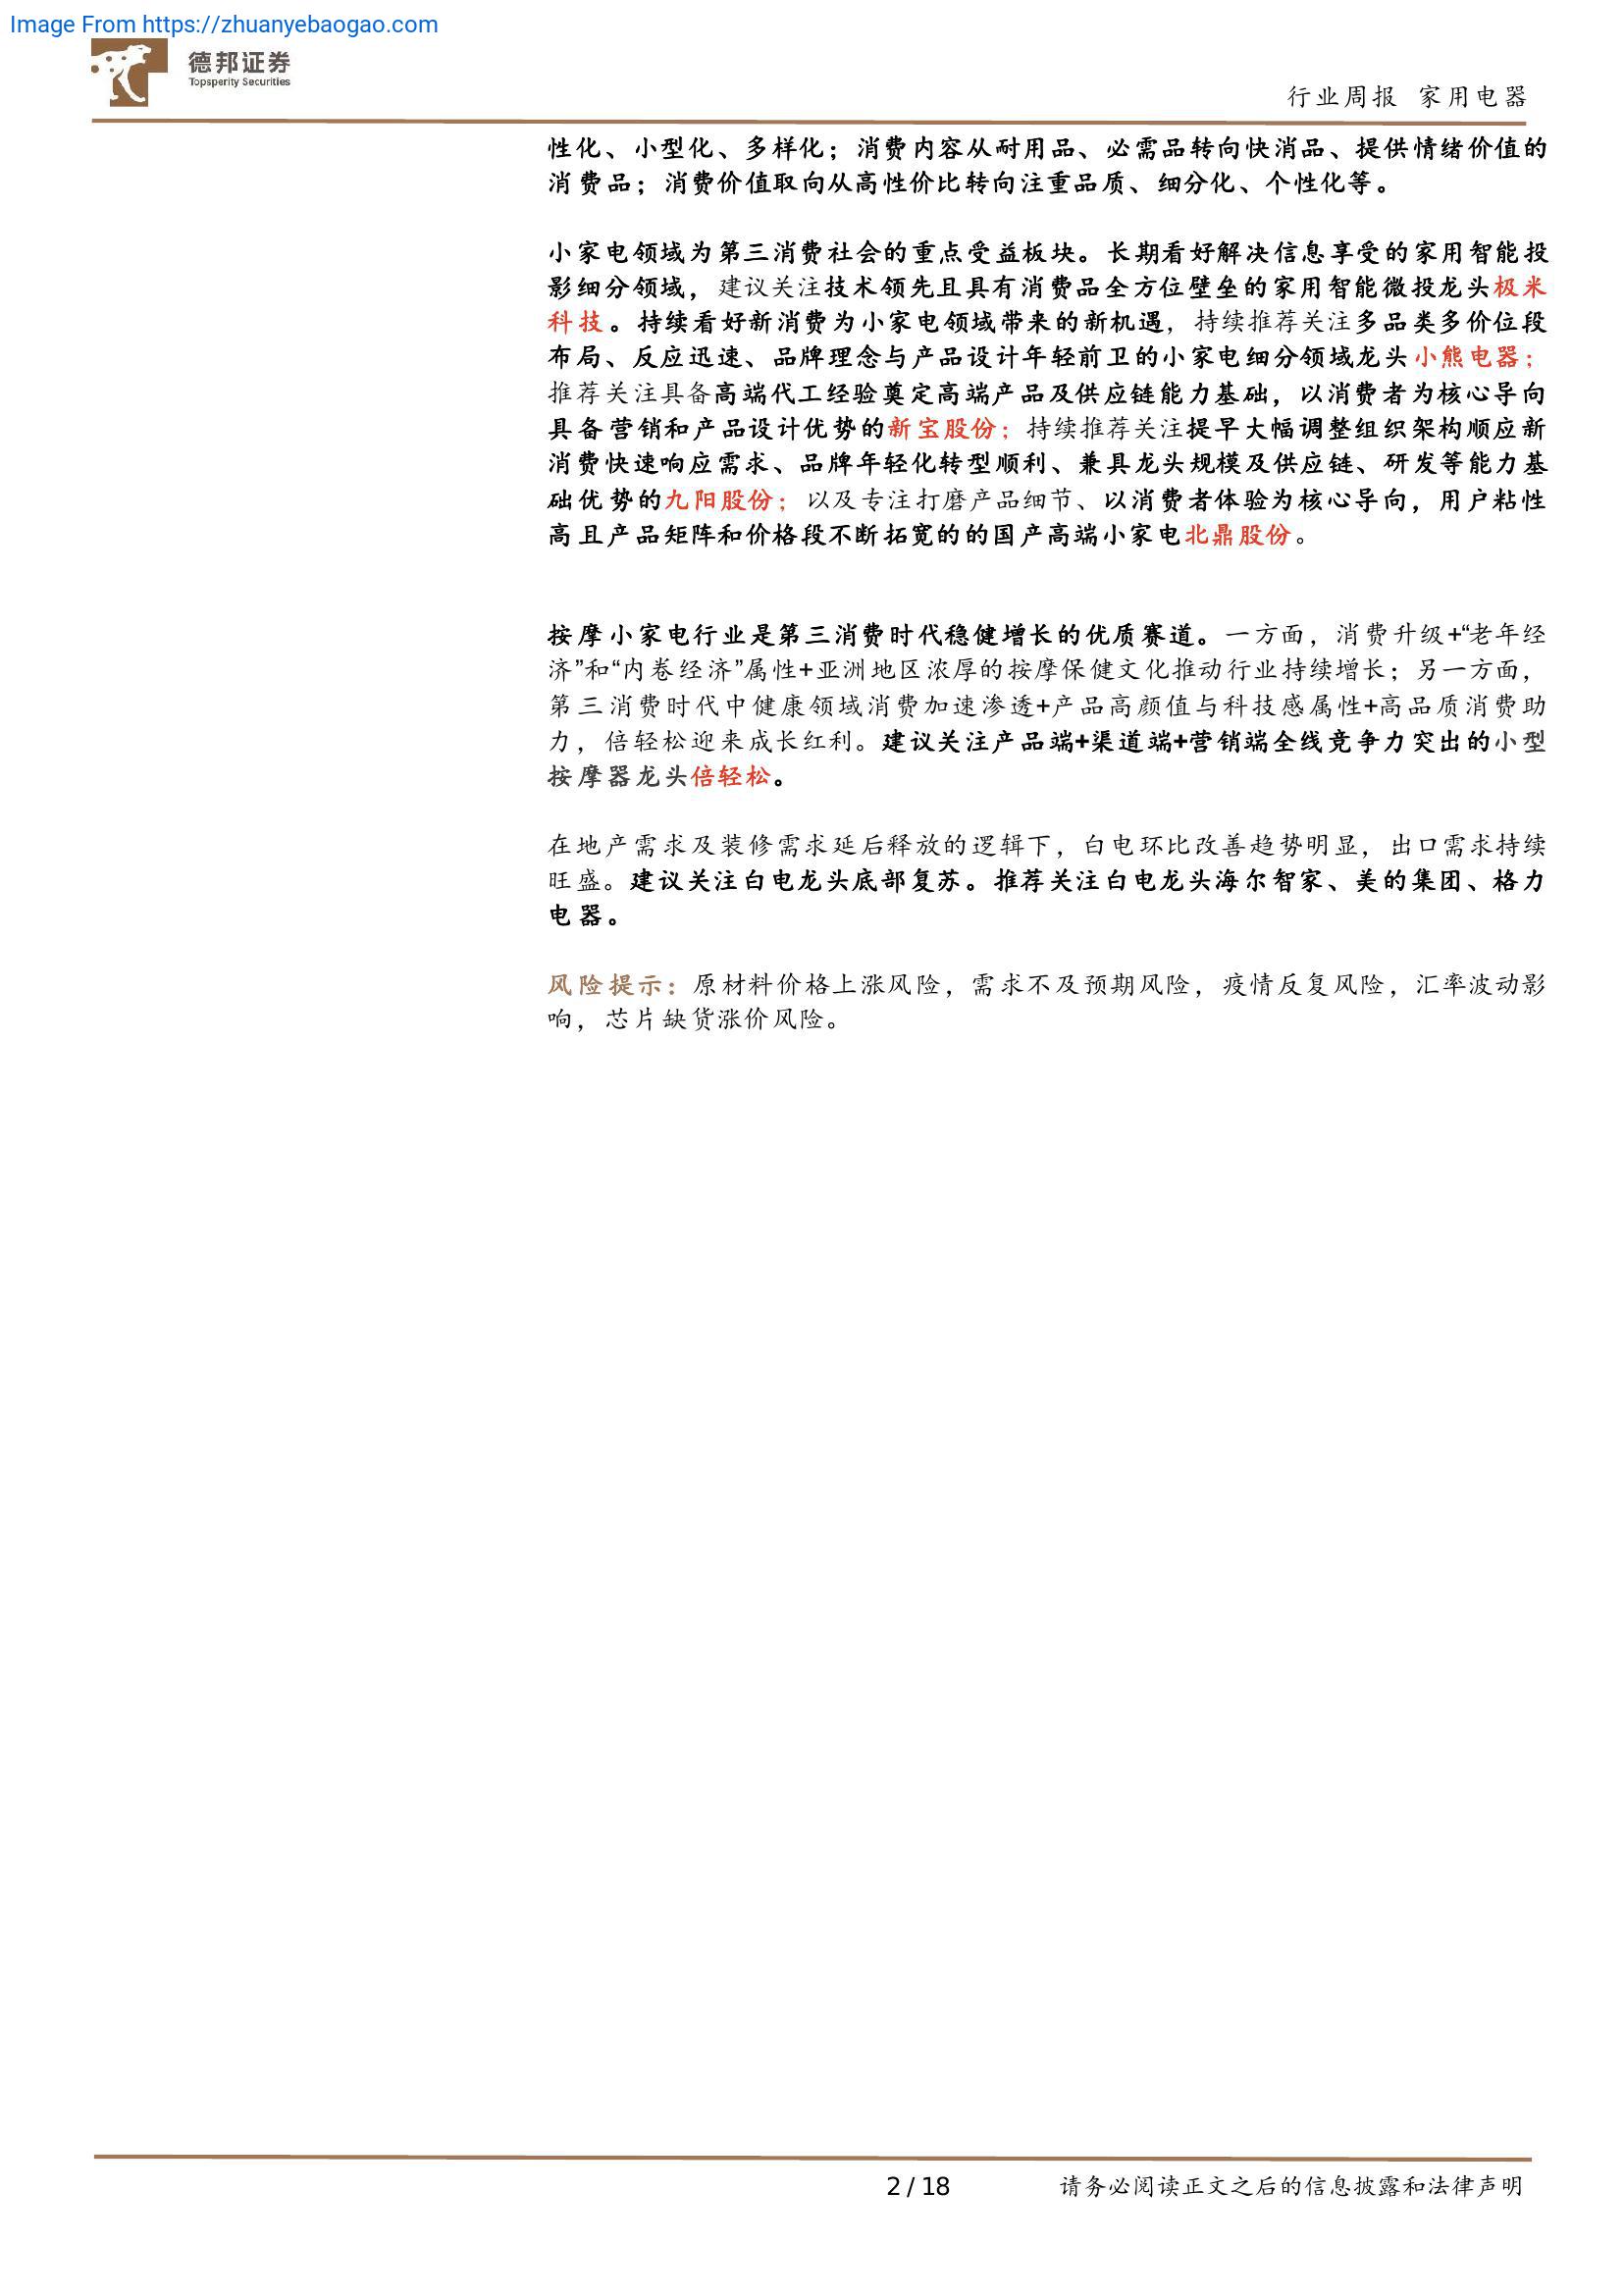 Image From https://zhuanyebaogao.com
德邦证券
Topsperity Securities
行业周报 家用电器
性化、小型化、多样化；消费内容从耐用品、必需品转向快消品、提供情绪价值的
消费品；消费价值取向从高性价比转向注重品质、细分化、个性化等。
小家电领域为第三消费社会的重点受益板块。长期看好解决信息享受的家用智能投
影细分领域，建议关注技术领先且具有消费品全方位壁垒的家用智能微投龙头极米
科技。持续看好新消费为小家电领域带来的新机遇，持续推荐关注多品类多价位段
布局、反应迅速、品牌理念与产品设计年轻前卫的小家电细分领域龙头小熊电器；
推荐关注具备高端代工经验奠定高端产品及供应链能力基础，以消费者为核心导向
具备营销和产品设计优势的新宝股份；持续推荐关注提早大幅调整组织架构顺应新
消费快速响应需求、品牌年轻化转型顺利、兼具龙头规模及供应链、研发等能力基
础优势的九阳股份；以及专注打磨产品细节、以消费者体验为核心导向，用户粘性
高且产品矩阵和价格段不断拓宽的的国产高端小家电北鼎股份。
按摩小家电行业是第三消费时代稳健增长的优质赛道。一方面，消费升级+“老年经
济”和“内卷经济”属性+亚洲地区浓厚的按摩保健文化推动行业持续增长；另一方面，
第三消费时代中健康领域消费加速渗透+产品高颜值与科技感属性+高品质消费助
力，倍轻松迎来成长红利。建议关注产品端+渠道端+营销端全线竞争力突出的小型
按摩器龙头倍轻松。
在地产需求及装修需求延后释放的逻辑下，白电环比改善趋势明显，出口需求持续
旺盛。建议关注白电龙头底部复苏。推荐关注白电龙头海尔智家、美的集团、格力
电器。
风险提示：原材料价格上涨风险，需求不及预期风险，疫情反复风险，汇率波动影
响，芯片缺货涨价风险。
2 / 18
请务必阅读正文之后的信息披露和法律声明